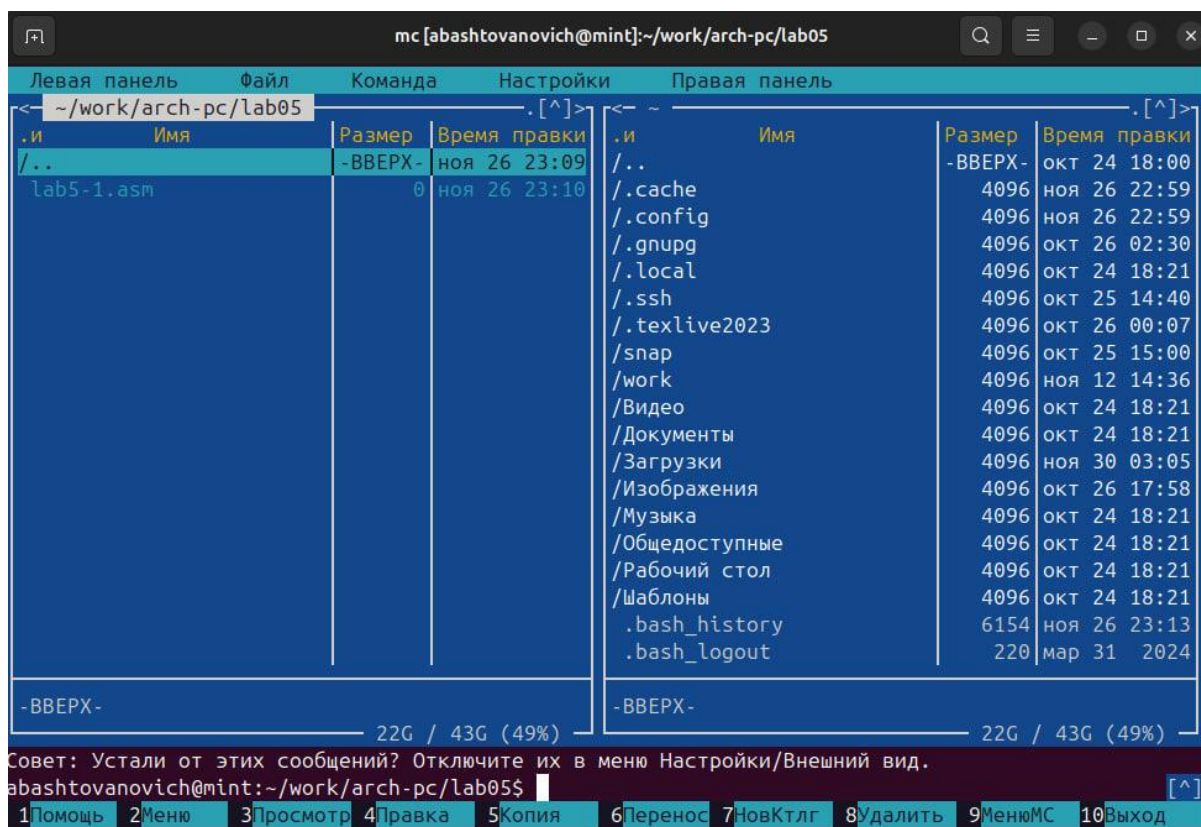 mc [abashtovanovich@mint]:~/work/arch-pc/lab05
Левая панель Файл Команда Настройки Правая панель
<— ~/work/arch-pc/lab05 .[^]> <— ~ .[^]>
.и Имя Размер Время правки .и Имя Размер Время правки
/.. -ВВЕРХ- ноя 26 23:09 /.. -ВВЕРХ- окт 24 18:00
lab5-1.asm 0 ноя 26 23:10 /.cache 4096 ноя 26 22:59
/.config 4096 ноя 26 22:59
/.gnupg 4096 окт 26 02:30
/.local 4096 окт 24 18:21
/.ssh 4096 окт 25 14:40
/.texlive2023 4096 окт 26 00:07
/snap 4096 окт 25 15:00
/work 4096 ноя 12 14:36
/Видео 4096 окт 24 18:21
/Документы 4096 окт 24 18:21
/Загрузки 4096 ноя 30 03:05
/Изображения 4096 окт 26 17:58
/Музыка 4096 окт 24 18:21
/Общедоступные 4096 окт 24 18:21
/Рабочий стол 4096 окт 24 18:21
/Шаблоны 4096 окт 24 18:21
.bash_history 6154 ноя 26 23:13
.bash_logout 220 мар 31 2024
-ВВЕРХ- -ВВЕРХ-
22G / 43G (49%) 22G / 43G (49%)
Совет: Устали от этих сообщений? Отключите их в меню Настройки/Внешний вид.
abashtovanovich@mint:~/work/arch-pc/lab05$ [^]
1Помощь 2Меню 3Просмотр 4Правка 5Копия 6Перенос 7НовКтлг 8Удалить 9МенюМС 10Выход